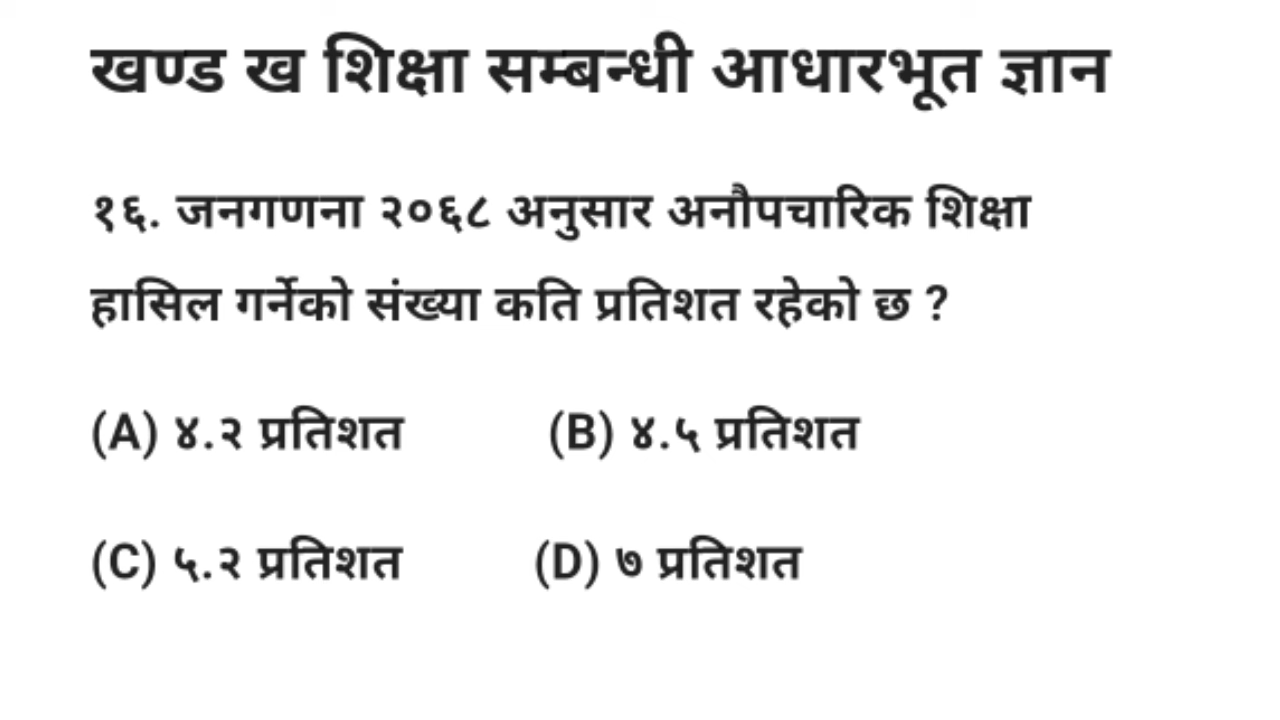 खण्ड ख शिक्षा सम्बन्धी आधारभूत ज्ञान
१६. जनगणना २०६८ अनुसार अनौपचारिक शिक्षा
हासिल गर्नेको संख्या कति प्रतिशत रहेको छ ?
(A) ४.२ प्रतिशत (B) ४.५ प्रतिशत
(C) ५.२ प्रतिशत (D) ७ प्रतिशत